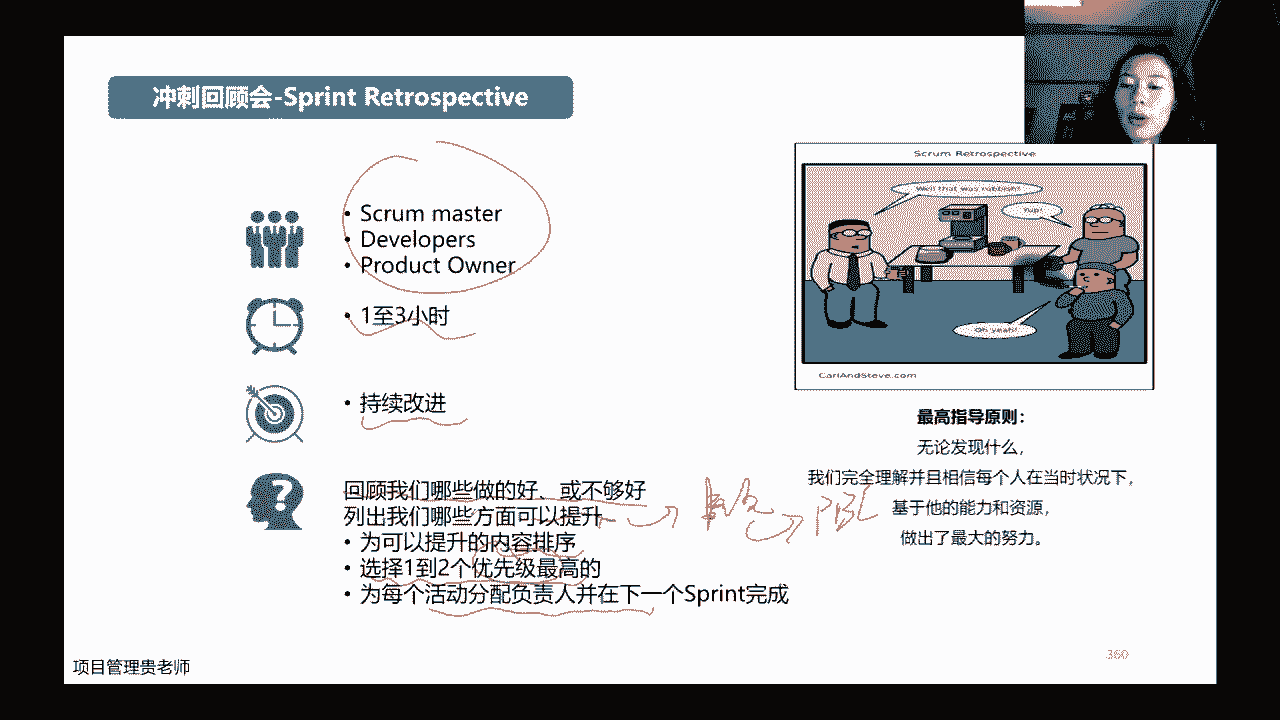 冲刺回顾会-Sprint Retrospective
• Scrum master
• Developers
• Product Owner
• 1至3小时
• 持续改进
回顾我们哪些做的好、或不够好
列出我们哪些方面可以提升
• 为可以提升的内容排序
• 选择1到2个优先级最高的
• 为每个活动分配负责人并在下一个Sprint完成
PBL
Scrum Retrospective
Well that was rubbish!
Yup!
Oh yeah!
CarlAndSteve.com
最高指导原则：
无论发现什么，
我们完全理解并且相信每个人在当时状况下，
基于他的能力和资源，
做出了最大的努力。
360
项目管理贵老师